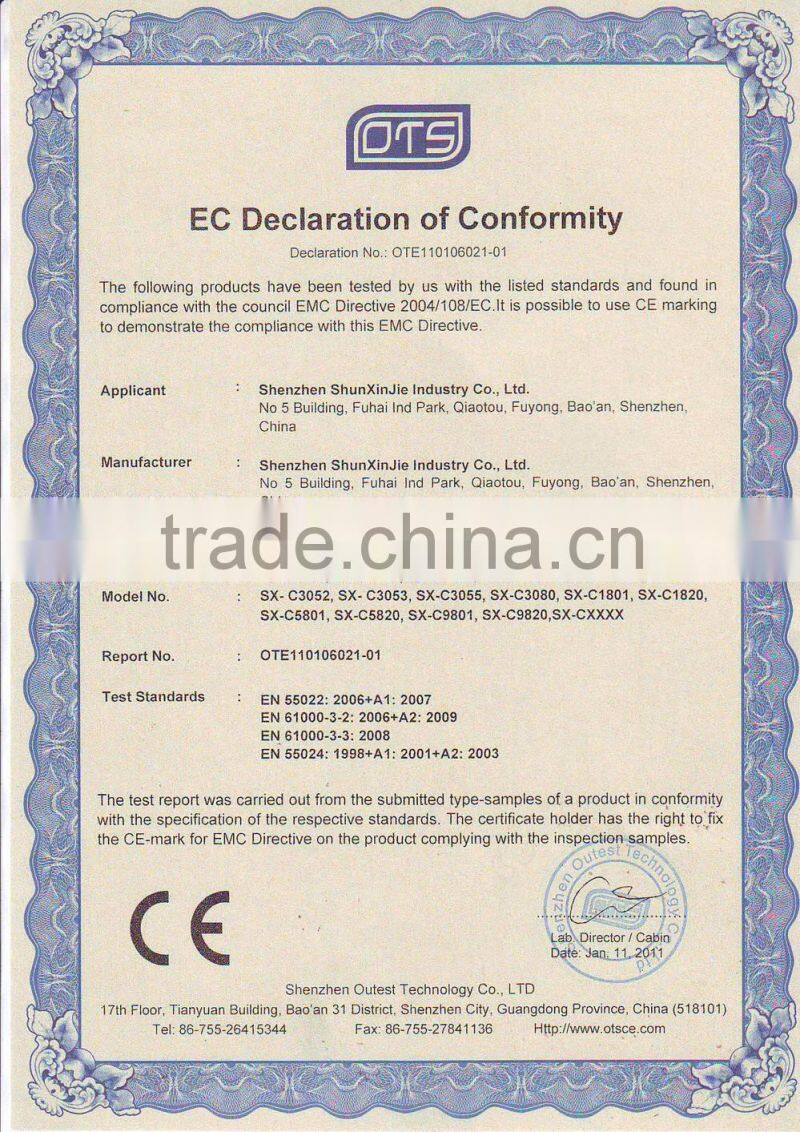 OTS
EC Declaration of Conformity
Declaration No.: OTE110106021-01
The following products have been tested by us with the listed standards and found in
compliance with the council EMC Directive 2004/108/EC.It is possible to use CE marking
to demonstrate the compliance with this EMC Directive.
Applicant : Shenzhen ShunXinJie Industry Co., Ltd.
No 5 Building, Fuhai Ind Park, Qiaotou, Fuyong, Bao'an, Shenzhen,
China
Manufacturer : Shenzhen ShunXinJie Industry Co., Ltd.
No 5 Building, Fuhai Ind Park, Qiaotou, Fuyong, Bao'an, Shenzhen,
trade.china.cn
Model No. : SX- C3052, SX- C3053, SX-C3055, SX-C3080, SX-C1801, SX-C1820,
SX-C5801, SX-C5820, SX-C9801, SX-C9820,SX-CXXXX
Report No. : OTE110106021-01
Test Standards : EN 55022: 2006+A1: 2007
EN 61000-3-2: 2006+A2: 2009
EN 61000-3-3: 2008
EN 55024: 1998+A1: 2001+A2: 2003
The test report was carried out from the submitted type-samples of a product in conformity
with the specification of the respective standards. The certificate holder has the right to fix
the CE-mark for EMC Directive on the product complying with the inspection samples.
CE
Shenzhen Outest Technology Co Ltd
Lab. Director / Cabin
Date: Jan. 11. 2011
Shenzhen Outest Technology Co., LTD
17th Floor, Tianyuan Building, Bao'an 31 District, Shenzhen City, Guangdong Province, China (518101)
Tel: 86-755-26415344 Fax: 86-755-27841136 Http://www.otsce.com